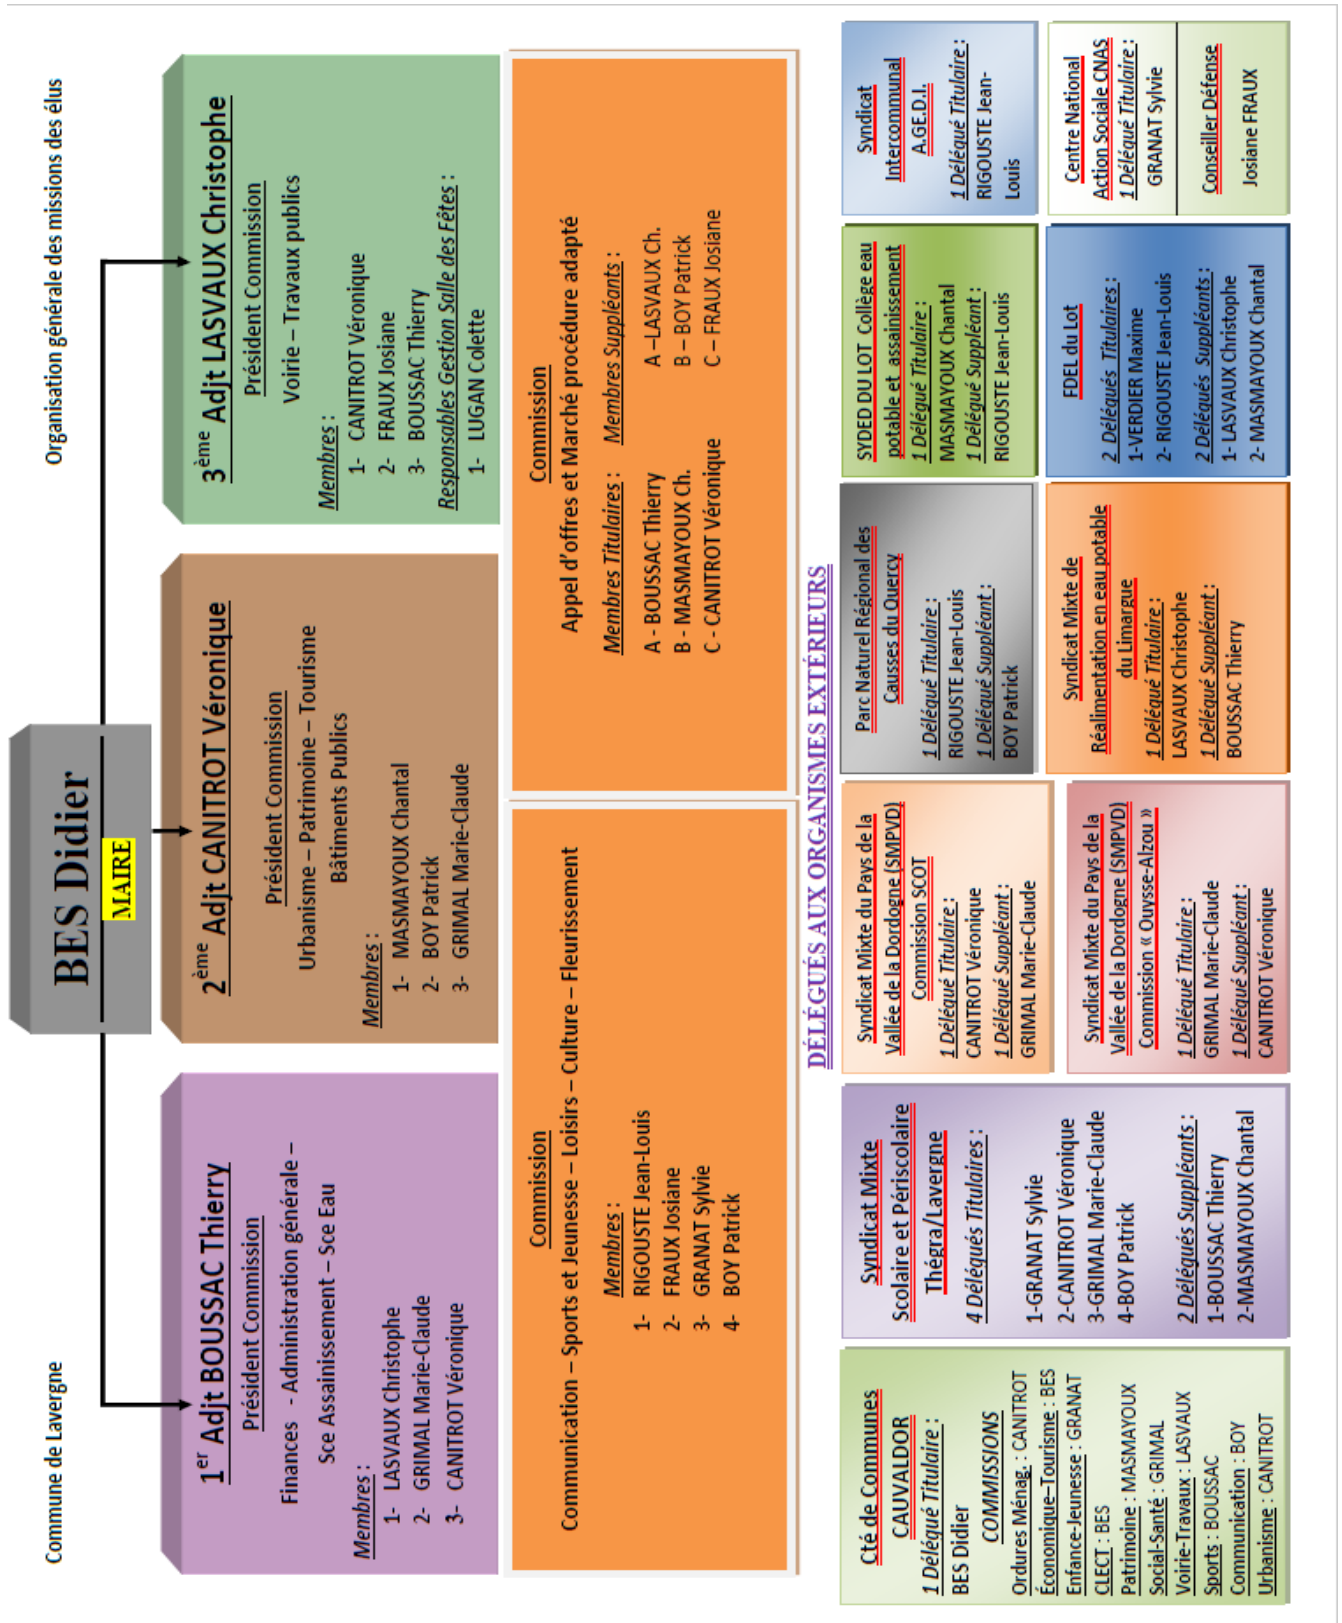 Commune de Lavergne
Organisation générale des missions des élus
BES Didier
MAIRE
1er Adjt BOUSSAC Thierry
Président Commission
Finances - Administration générale –
Sce Assainissement – Sce Eau
Membres :
1- LASVAUX Christophe
2- GRIMAL Marie-Claude
3- CANITROT Véronique
2ème Adjt CANITROT Véronique
Président Commission
Urbanisme – Patrimoine – Tourisme
Bâtiments Publics
Membres :
1- MASMAYOUX Chantal
2- BOY Patrick
3- GRIMAL Marie-Claude
3ème Adjt LASVAUX Christophe
Président Commission
Voirie – Travaux publics
Membres :
1- CANITROT Véronique
2- FRAUX Josiane
3- BOUSSAC Thierry
Responsables Gestion Salle des Fêtes :
1- LUGAN Colette
Commission
Communication – Sports et Jeunesse – Loisirs – Culture – Fleurissement
Membres :
1- RIGOUSTE Jean-Louis
2- FRAUX Josiane
3- GRANAT Sylvie
4- BOY Patrick
Commission
Appel d'offres et Marché procédure adapté
Membres Titulaires : Membres Suppléants :
A - BOUSSAC Thierry A –LASVAUX Ch.
B - MASMAYOUX Ch. B – BOY Patrick
C - CANITROT Véronique C – FRAUX Josiane
DÉLÉGUÉS AUX ORGANISMES EXTÉRIEURS
Cté de Communes
CAUVALDOR
1 Délégué Titulaire :
BES Didier
COMMISSIONS
Ordures Ménag. : CANITROT
Économique–Tourisme : BES
Enfance-Jeunesse : GRANAT
CLECT : BES
Patrimoine : MASMAYOUX
Social-Santé : GRIMAL
Voirie-Travaux : LASVAUX
Sports : BOUSSAC
Communication : BOY
Urbanisme : CANITROT
Syndicat Mixte
Scolaire et Périscolaire
Thégra/Lavergne
4 Délégués Titulaires :
1-GRANAT Sylvie
2-CANITROT Véronique
3-GRIMAL Marie-Claude
4-BOY Patrick
2 Délégués Suppléants :
1-BOUSSAC Thierry
2-MASMAYOUX Chantal
Syndicat Mixte du Pays de la
Vallée de la Dordogne (SMPVD)
Commission SCOT
1 Délégué Titulaire :
CANITROT Véronique
1 Délégué Suppléant :
GRIMAL Marie-Claude
Syndicat Mixte du Pays de la
Vallée de la Dordogne (SMPVD)
Commission « Ouysse-Alzou »
1 Délégué Titulaire :
GRIMAL Marie-Claude
1 Délégué Suppléant :
CANITROT Véronique
Parc Naturel Régional des
Causses du Quercy
1 Délégué Titulaire :
RIGOUSTE Jean-Louis
1 Délégué Suppléant :
BOY Patrick
Syndicat Mixte de
Réalimentation en eau potable
du Limargue
1 Délégué Titulaire :
LASVAUX Christophe
1 Délégué Suppléant :
BOUSSAC Thierry
SYDED DU LOT Collège eau
potable et assainissement
1 Délégué Titulaire :
MASMAYOUX Chantal
1 Délégué Suppléant :
RIGOUSTE Jean-Louis
FDEL du Lot
2 Délégués Titulaires :
1-VERDIER Maxime
2- RIGOUSTE Jean-Louis
2 Délégués Suppléants :
1- LASVAUX Christophe
2- MASMAYOUX Chantal
Syndicat
Intercommunal
A.GE.D.I.
1 Délégué Titulaire :
RIGOUSTE Jean-
Louis
Centre National
Action Sociale CNAS
1 Délégué Titulaire :
GRANAT Sylvie
Conseiller Défense
Josiane FRAUX